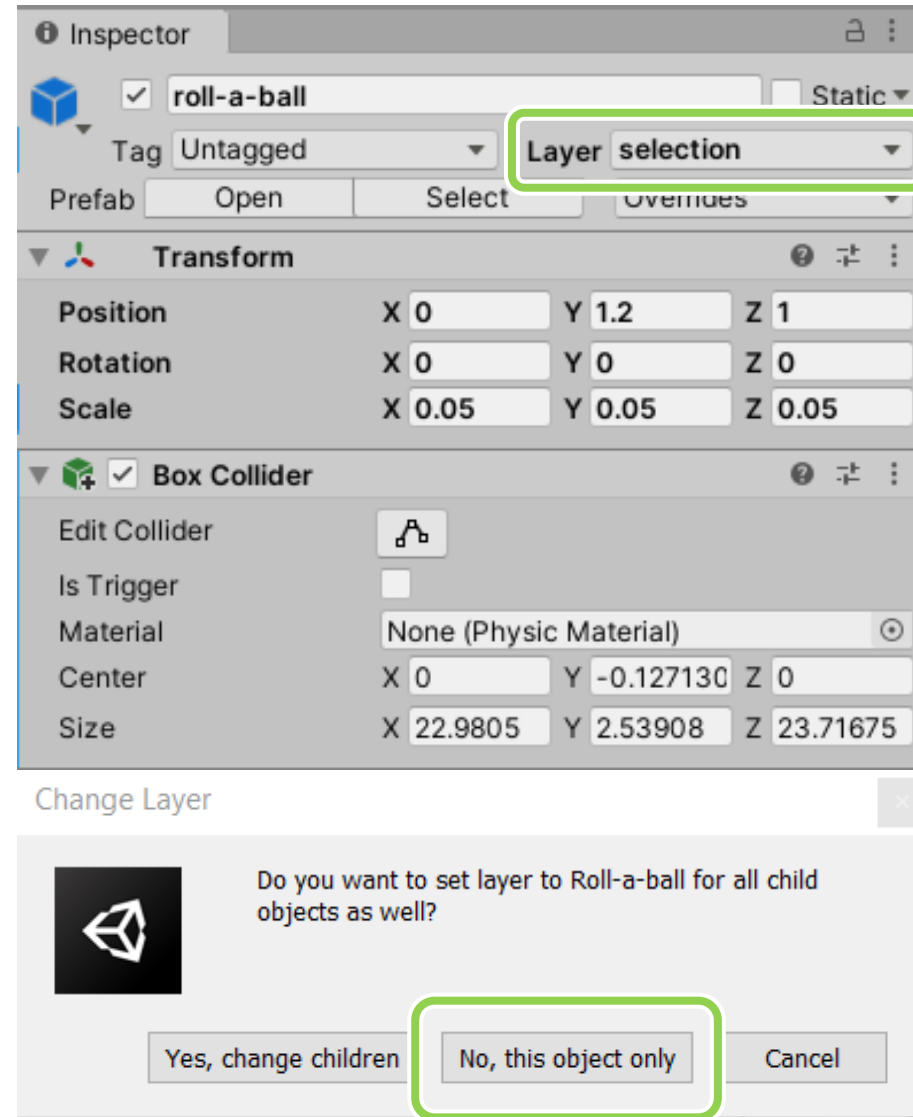 Inspector
roll-a-ball Static
Tag Untagged Layer selection
Prefab Open Select Overrides
Transform
Position X 0 Y 1.2 Z 1
Rotation X 0 Y 0 Z 0
Scale X 0.05 Y 0.05 Z 0.05
Box Collider
Edit Collider
Is Trigger
Material None (Physic Material)
Center X 0 Y -0.127130 Z 0
Size X 22.9805 Y 2.53908 Z 23.71675
Change Layer
Do you want to set layer to Roll-a-ball for all child
objects as well?
Yes, change children No, this object only Cancel